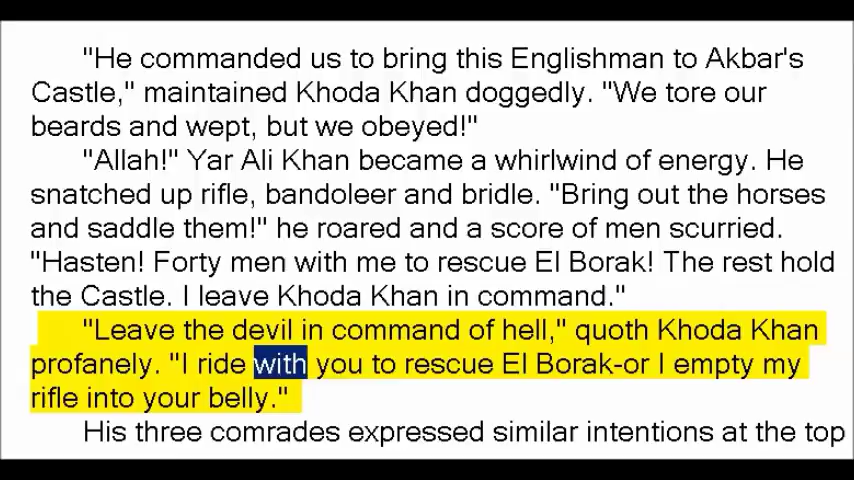 "He commanded us to bring this Englishman to Akbar's
Castle," maintained Khoda Khan doggedly. "We tore our
beards and wept, but we obeyed!"
"Allah!" Yar Ali Khan became a whirlwind of energy. He
snatched up rifle, bandoleer and bridle. "Bring out the horses
and saddle them!" he roared and a score of men scurried.
"Hasten! Forty men with me to rescue El Borak! The rest hold
the Castle. I leave Khoda Khan in command."
"Leave the devil in command of hell," quoth Khoda Khan
profanely. "I ride with you to rescue El Borak-or I empty my
rifle into your belly."
His three comrades expressed similar intentions at the top